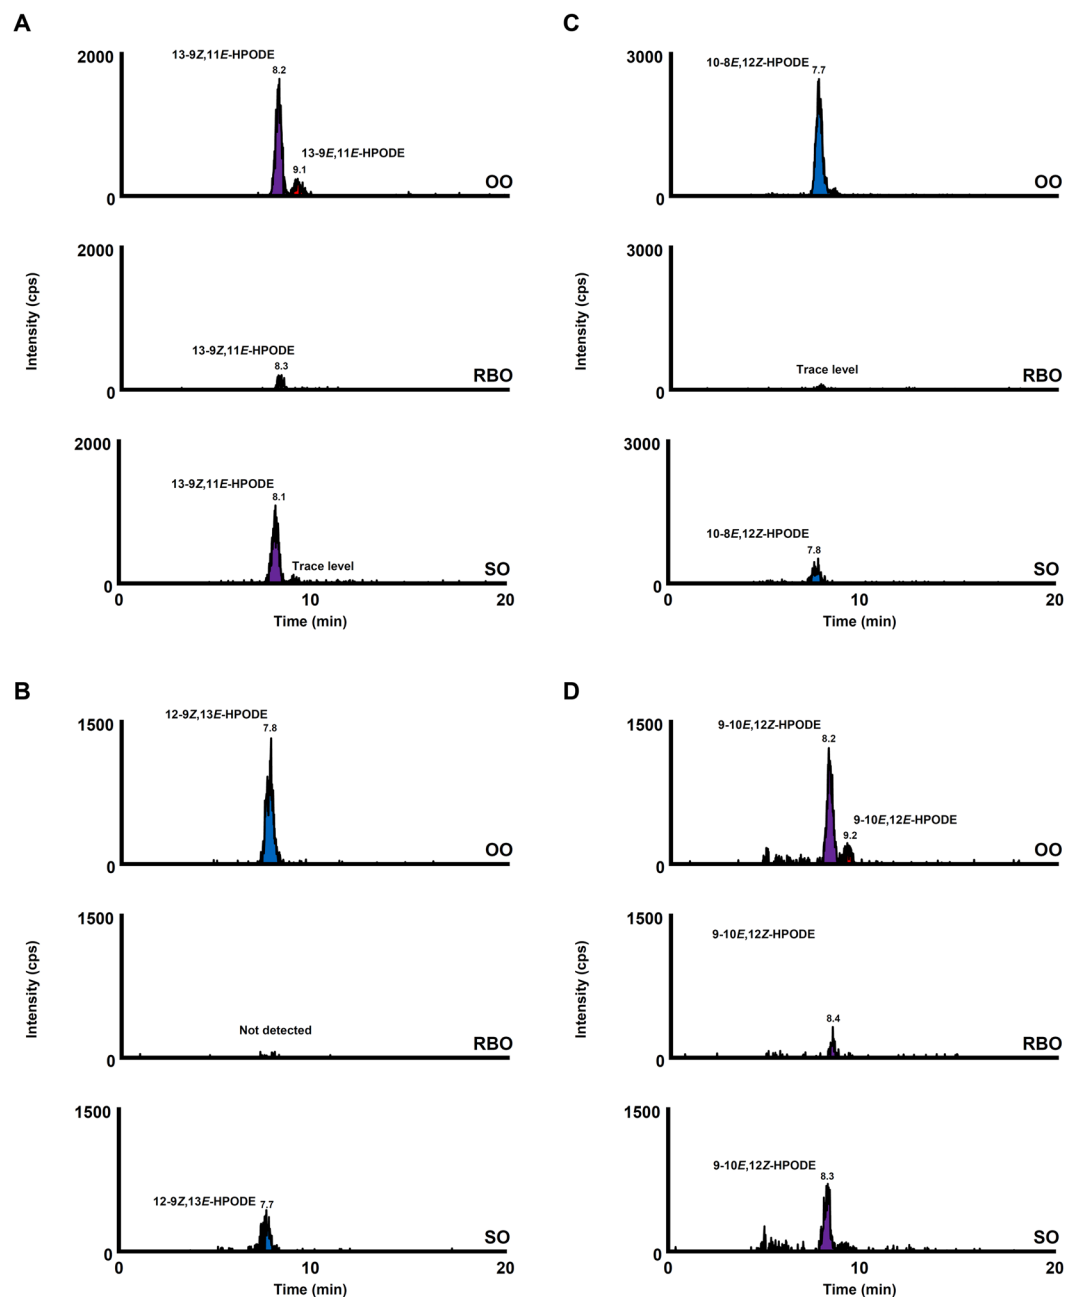 A
2000
13-9Z,11E-HPODE
8.2
13-9E,11E-HPODE
9.1
OO
0
2000
Intensity (cps)
13-9Z,11E-HPODE
8.3
RBO
0
2000
13-9Z,11E-HPODE
8.1
Trace level
SO
0
0 10 20
Time (min)
C
3000
10-8E,12Z-HPODE
7.7
OO
0
3000
Intensity (cps)
Trace level
RBO
0
3000
10-8E,12Z-HPODE
7.8
SO
0
0 10 20
Time (min)
B
1500
12-9Z,13E-HPODE
7.8
OO
0
1500
Intensity (cps)
Not detected
RBO
0
1500
12-9Z,13E-HPODE 7.7
SO
0
0 10 20
Time (min)
D
1500
9-10E,12Z-HPODE
8.2
9-10E,12E-HPODE
9.2
OO
0
1500
Intensity (cps)
9-10E,12Z-HPODE
8.4
RBO
0
1500
9-10E,12Z-HPODE
8.3
SO
0
0 10 20
Time (min)